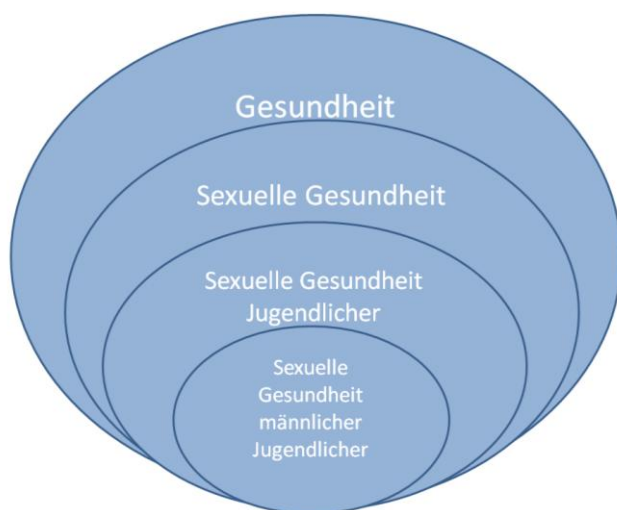 Gesundheit
Sexuelle Gesundheit
Sexuelle Gesundheit
Jugendlicher
Sexuelle
Gesundheit
männlicher
Jugendlicher